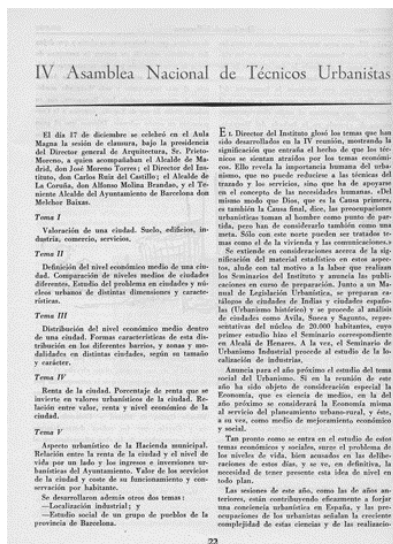 IV Asamblea Nacional de Técnicos Urbanistas
El día 17 de diciembre se celebró en el Aula
Magna la sesión de clausura, bajo la presidencia
del Director general de Arquitectura, Sr. Prieto-
Moreno, a quien acompañaban el Alcalde de Ma-
drid, don José Moreno Torres; el Director del Ins-
tituto, don Carlos Ruiz del Castillo; el Alcalde de
La Coruña, don Alfonso Molina Brandao, y el Te-
niente Alcalde del Ayuntamiento de Barcelona don
Melchor Baixas.
Tema I
Valoración de una ciudad. Suelo, edificios, in-
dustria, comercio, servicios.
Tema II
Definición del nivel económico medio de una ciu-
dad. Comparación de niveles medios de ciudades
diferentes. Estudio del problema en ciudades y nú-
cleos urbanos de distintas dimensiones y caracte-
rísticas.
Tema III
Distribución del nivel económico medio dentro
de una ciudad. Formas características de esta dis-
tribución en los diferentes barrios, y zonas y mo-
dalidades en distintas ciudades, según su tamaño
y carácter.
Tema IV
Renta de la ciudad. Porcentaje de renta que se
invierte en valores urbanísticos de la ciudad. Re-
lación entre valor, renta y nivel económico de la
ciudad.
Tema V
Aspecto urbanístico de la Hacienda municipal.
Relación entre la renta de la ciudad y el nivel de
vida por un lado y los ingresos e inversiones ur-
banísticas del Ayuntamiento. Valor de los servicios
de la ciudad y coste de su funcionamiento y con-
servación por habitante.
Se desarrollaron además otros dos temas:
—Localización industrial; y
—Estudio social de un grupo de pueblos de la
provincia de Barcelona.
EL Director del Instituto glosó los temas que han
sido desarrollados en la IV reunión, mostrando la
significación que entraña el hecho de que los téc-
nicos se sientan atraídos por los temas económi-
cos. Ello revela la importancia humana del urba-
nismo, que no puede reducirse a las técnicas del
trazado y los servicios, sino que ha de apoyarse
en el concepto de las necesidades humanas. «Del
mismo modo que Dios, que es la Causa primera,
es también la Causa final, dice, las preocupaciones
urbanísticas toman al hombre como punto de par-
tida, pero han de considerarlo también como una
meta. Sólo con este norte pueden ser tratados te-
mas como el de la vivienda y las comunicaciones.»
Se extiende en consideraciones acerca de la sig-
nificación del material estadístico en estos aspec-
tos, alude con tal motivo a la labor que realizan
los Seminarios del Instituto y anuncia las publi-
caciones en curso de preparación. Junto a un Ma-
nual de Legislación Urbanística, se preparan ca-
tálogos de ciudades de Indias y ciudades españo-
las (Urbanismo histórico) y se procede al análisis
de ciudades como Avila, Sueca y Sagunto, repre-
sentativas del núcleo de 20.000 habitantes, cuyo
primer estudio hizo el Seminario correspondiente
en Alcalá de Henares. A la vez, el Seminario de
Urbanismo Industrial procede al estudio de la lo-
calización de industrias.
Anuncia para el año próximo el estudio del tema
social del Urbanismo. Si en la reunión de este
año ha sido objeto de consideración especial la
Economía, que es ciencia de medios, en la del
año próximo se considerará la Economía misma
al servicio del planeamiento urbano-rural, y éste,
a su vez, como medio de mejoramiento económico
y social.
Tan pronto como se entra en el estudio de estos
temas económicos y sociales, surge el problema de
los niveles de vida, bien acusados en las delibe-
raciones de estos días, y se ve, en definitiva, la
necesidad de tener presente esta idea de nivel en
todo plan.
Las sesiones de este año, como las de años an-
teriores, están contribuyendo eficazmente a forjar
una conciencia urbanística en España, y las pre-
ocupaciones de los urbanistas señalan la creciente
complejidad de estas ciencias y de las realizacio-
22